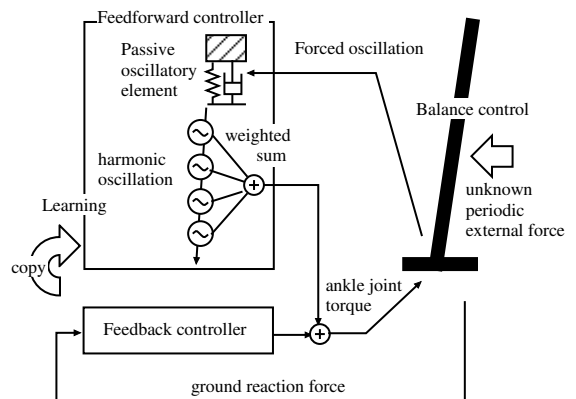 Feedforward controller
Passive
oscillatory
element
Forced oscillation
Balance control
weighted
sum
harmonic
oscillation
unknown
periodic
external force
Learning
copy
ankle joint
torque
Feedback controller
ground reaction force